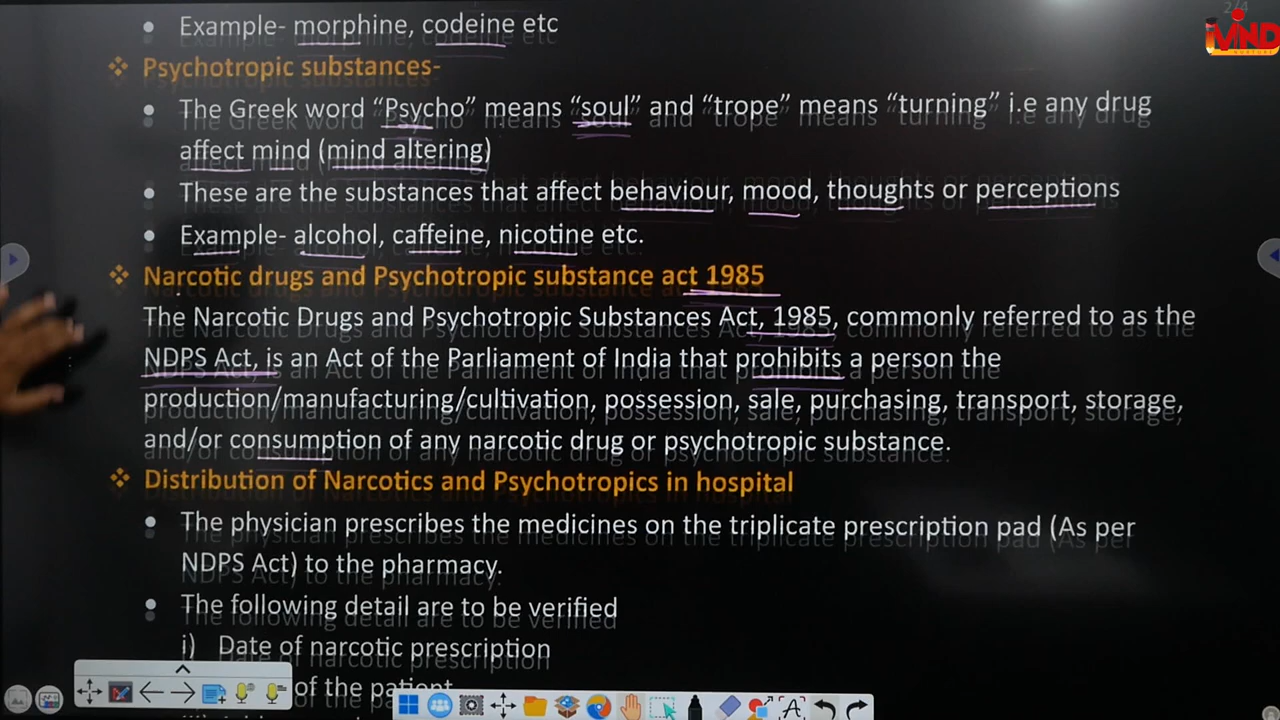 2/4
MIND
• Example- morphine, codeine etc
❖ Psychotropic substances-
• The Greek word “Psycho” means “soul” and “trope” means “turning” i.e any drug
affect mind (mind altering)
• These are the substances that affect behaviour, mood, thoughts or perceptions
• Example- alcohol, caffeine, nicotine etc.
❖ Narcotic drugs and Psychotropic substance act 1985
The Narcotic Drugs and Psychotropic Substances Act, 1985, commonly referred to as the
NDPS Act, is an Act of the Parliament of India that prohibits a person the
production/manufacturing/cultivation, possession, sale, purchasing, transport, storage,
and/or consumption of any narcotic drug or psychotropic substance.
❖ Distribution of Narcotics and Psychotropics in hospital
• The physician prescribes the medicines on the triplicate prescription pad (As per
NDPS Act) to the pharmacy.
• The following detail are to be verified
i) Date of narcotic prescription
of the patient